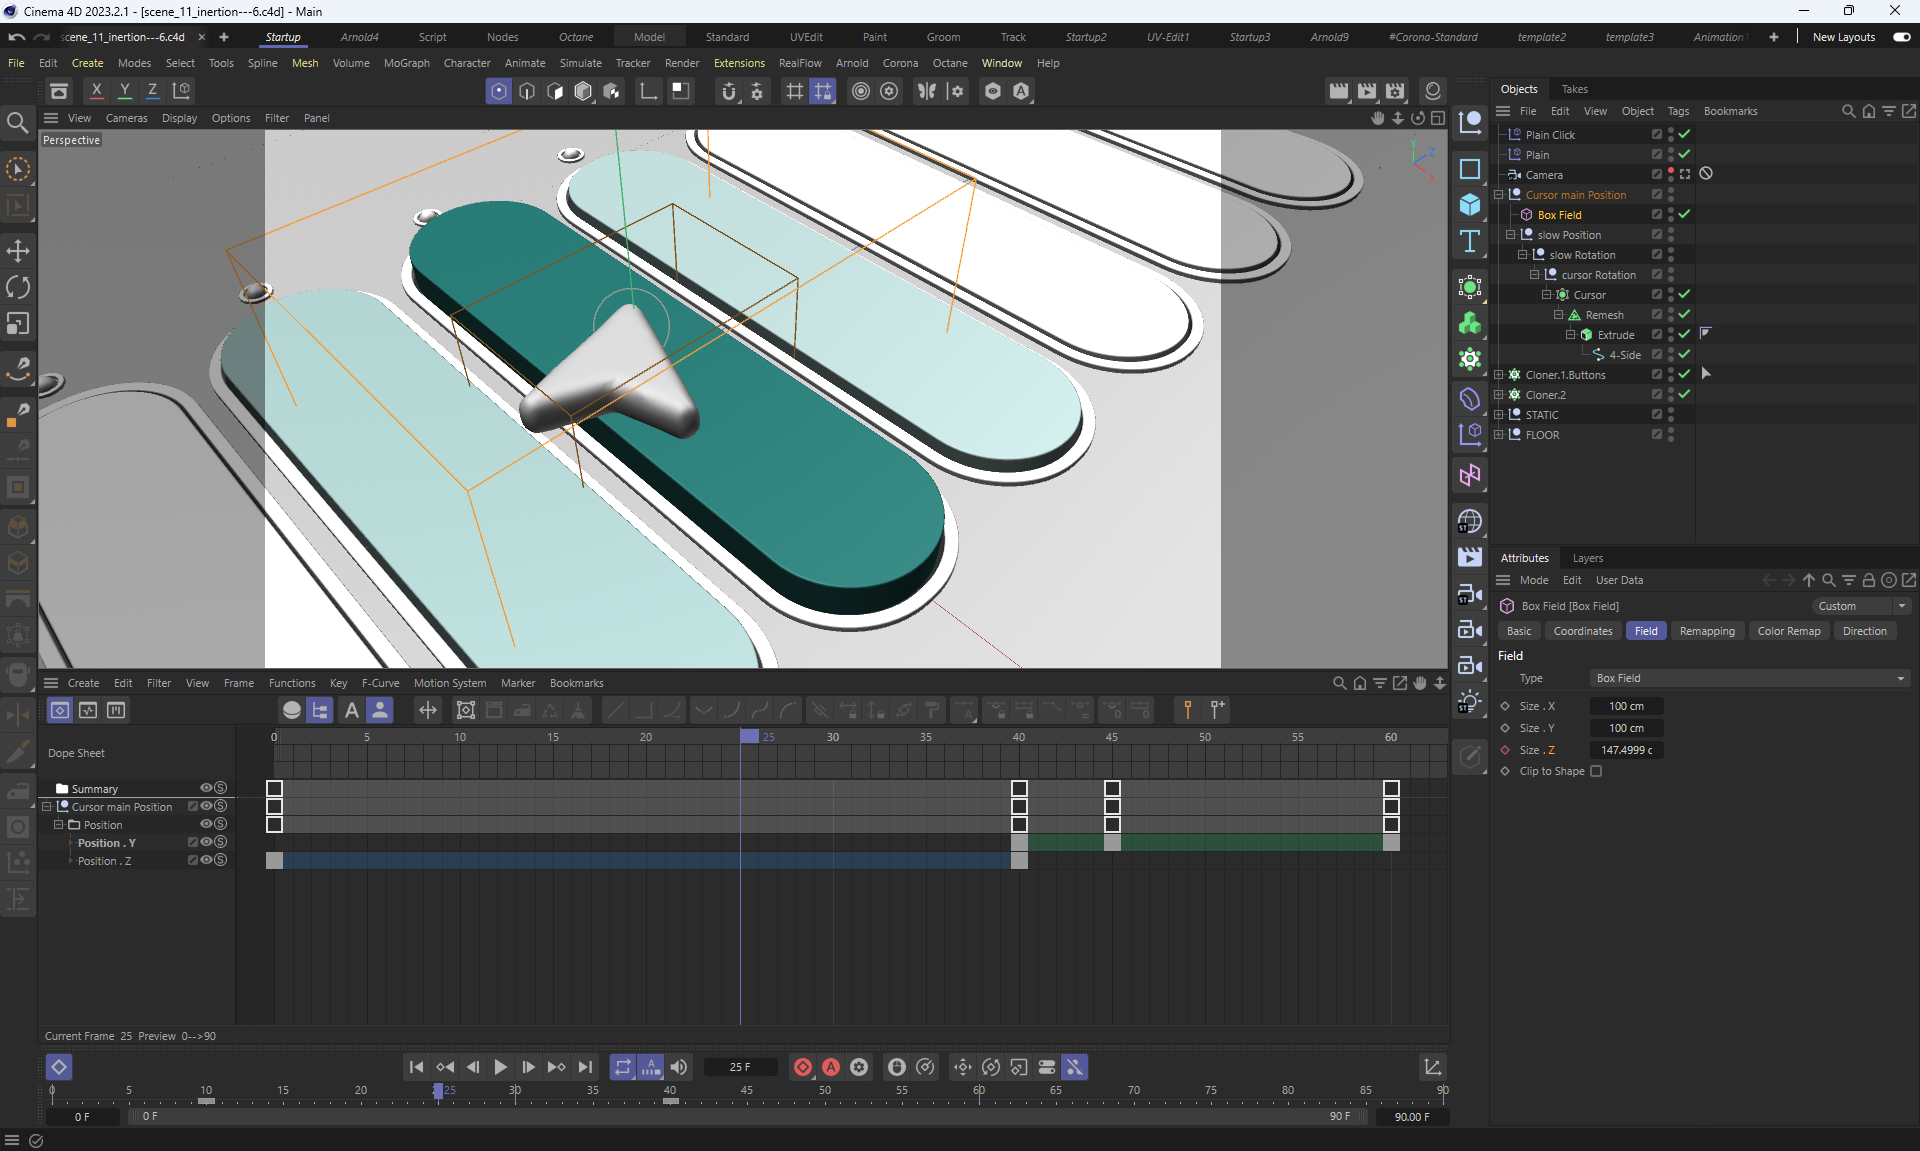 Cinema 4D 2023.2.1 - [scene_11_inertion---6.c4d] - Main
scene_11_inertion---6.c4d × + Startup Arnold4 Script Nodes Octane Model Standard UVEdit Paint Groom Track Startup2 UV-Edit1 Startup3 Arnold9 #Corona-Standard template2 template3 Animation + New Layouts
File Edit Create Modes Select Tools Spline Mesh Volume MoGraph Character Animate Simulate Tracker Render Extensions RealFlow Arnold Corona Octane Window Help
X Y Z
Objects Takes
View Cameras Display Options Filter Panel
File Edit View Object Tags Bookmarks
Perspective
Y Z X
Plain Click
Plain
Camera
Cursor main Position
Box Field
slow Position
slow Rotation
cursor Rotation
Cursor
Remesh
Extrude
4-Side
Cloner.1.Buttons
Cloner.2
STATIC
FLOOR
Attributes Layers
Mode Edit User Data
Box Field [Box Field] Custom
Basic Coordinates Field Remapping Color Remap Direction
Field
Type Box Field
Size . X 100 cm
Size . Y 100 cm
Size . Z 147.4999 c
Clip to Shape
Create Edit Filter View Frame Functions Key F-Curve Motion System Marker Bookmarks
0 5 10 15 20 25 30 35 40 45 50 55 60
Dope Sheet
Summary
Cursor main Position
Position
Position . Y
Position . Z
Current Frame 25 Preview 0-->90
25 F
0 5 10 15 20 25 30 35 40 45 50 55 60 65 70 75 80 85 90
0 F 0 F 90 F 90.00 F